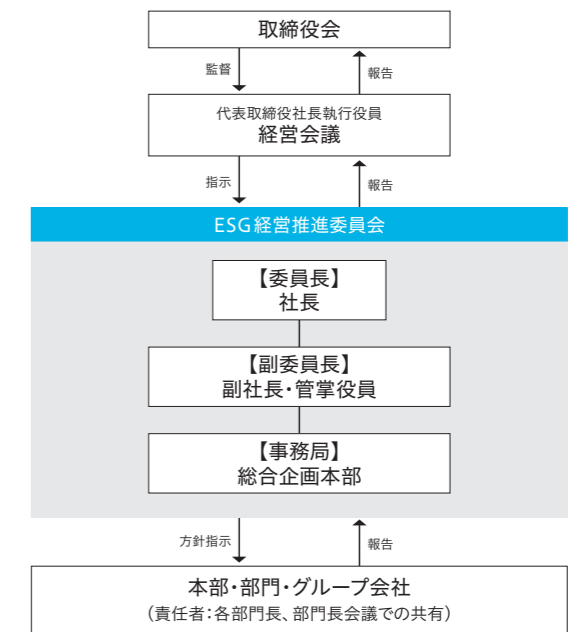 取締役会
監督
報告
代表取締役社長執行役員
経営会議
指示
報告
ESG経営推進委員会
【委員長】
社長
【副委員長】
副社長・管掌役員
【事務局】
総合企画本部
方針指示
報告
本部・部門・グループ会社
（責任者：各部門長、部門長会議での共有）